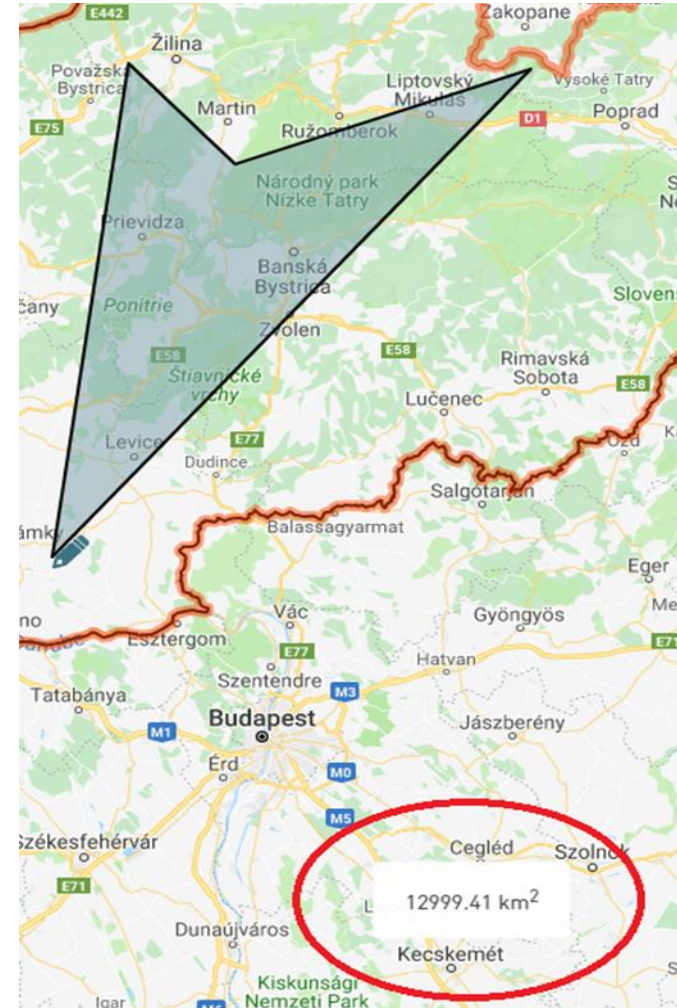 E442
Zakopane
Žilina
Bystrica
Liptovský
Mikuláš
Vysoké Tatry
Martin
Poprad
E75
D1
Ružomberok
Národný park
Nízke Tatry
Prievidza
Banská
Bystrica
Ponitrie
Zvolen
E58
E58
Rimavská
Sobota
E58
Štiavnické
vrchy
Lučenec
Levice
E77
Dudince
Salgótarján
Balassagyarmat
Eger
Vác
Gyöngyös
Esztergom
E77
E71
Hatvan
Szentendre
Tatabánya
M3
Budapest
M1
Jászberény
Érd
M0
M5
Székesfehérvár
Cegléd
Szolnok
E71
12999.41 km²
Dunaújváros
Kecskemét
Kiskunsági
Nemzeti Park
Igar